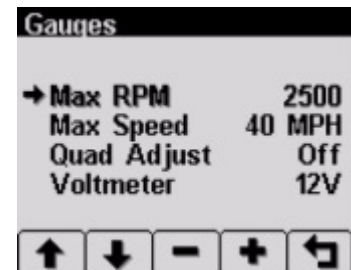 Gauges
Max RPM 2500
Max Speed 40 MPH
Quad Adjust Off
Voltmeter 12V